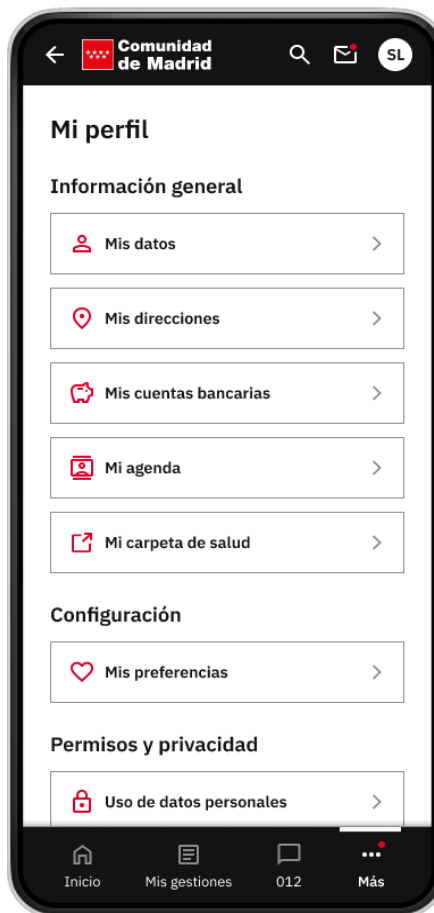 Comunidad
de Madrid
SL
Mi perfil
Información general
Mis datos
Mis direcciones
Mis cuentas bancarias
Mi agenda
Mi carpeta de salud
Configuración
Mis preferencias
Permisos y privacidad
Uso de datos personales
Inicio
Mis gestiones
012
Más